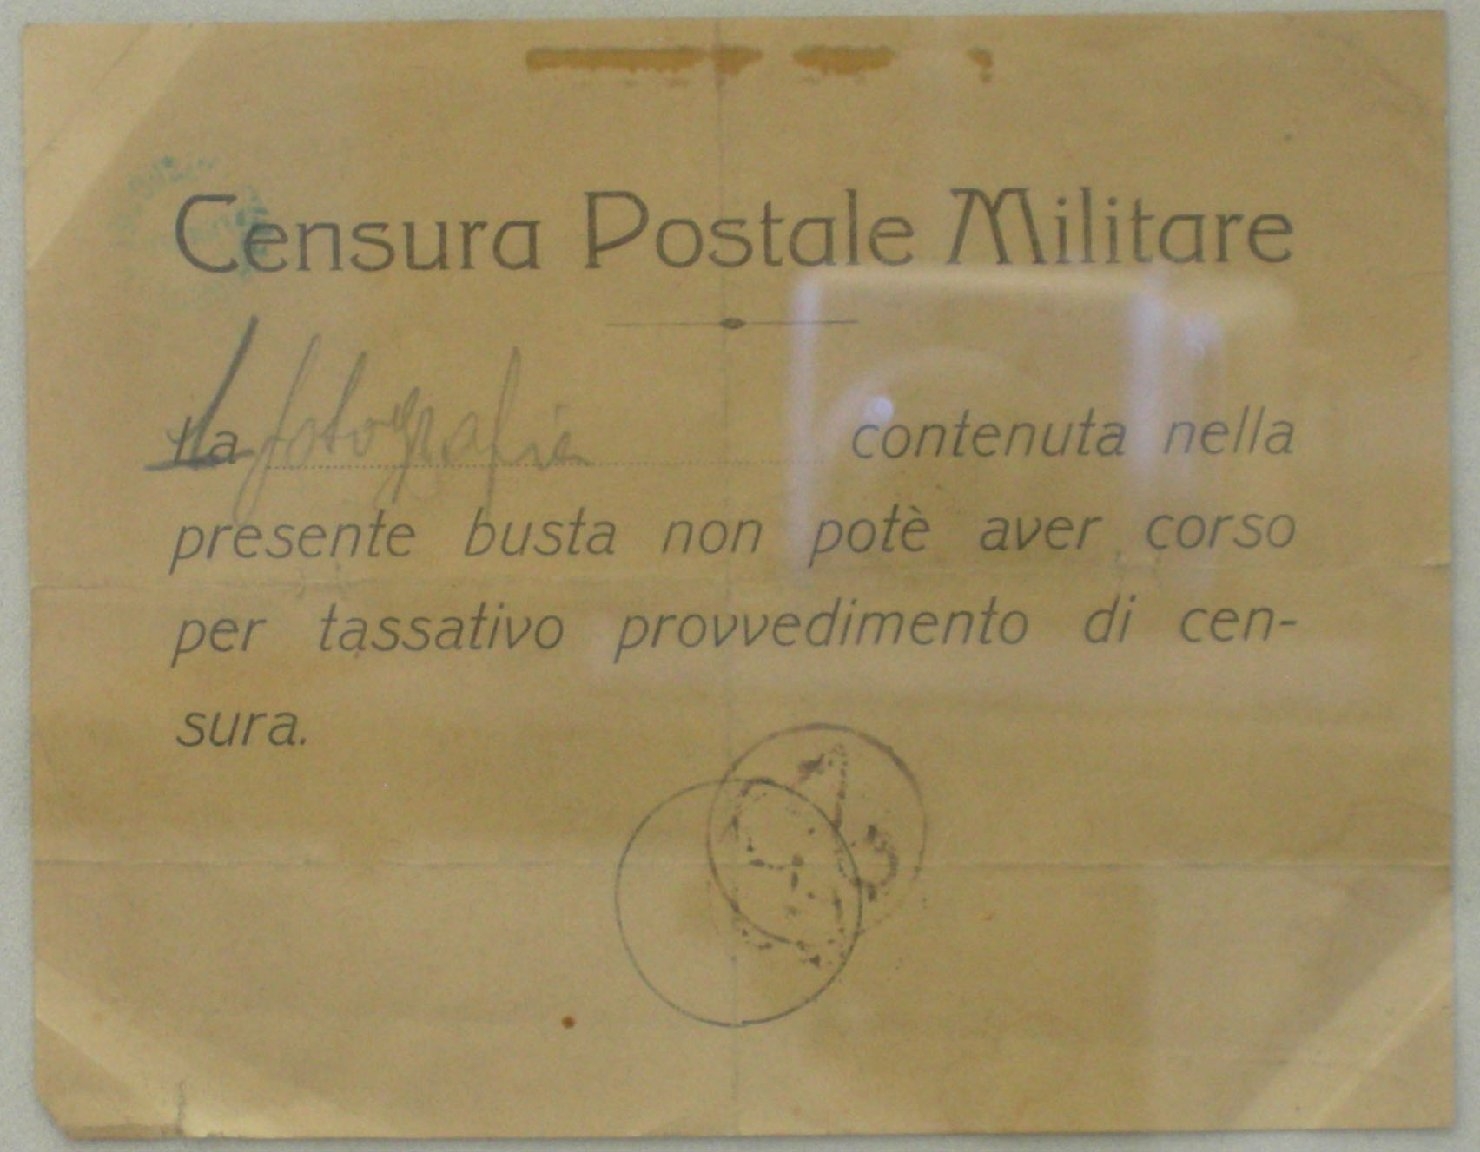 Censura Postale Militare
La fotografia contenuta nella
presente busta non potè aver corso
per tassativo provvedimento di cen-
sura.